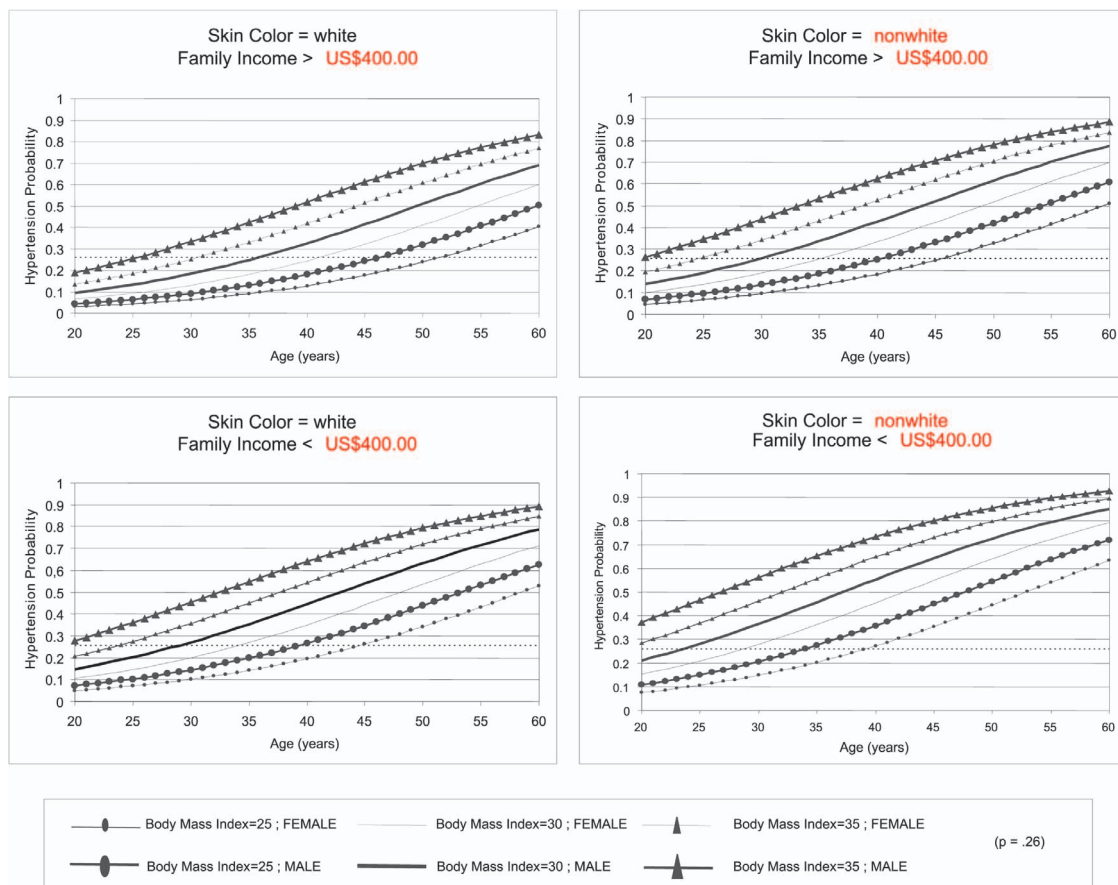 Skin Color = white
Family Income > US$400.00
Hypertension Probability
1
0.9
0.8
0.7
0.6
0.5
0.4
0.3
0.2
0.1
0
20 25 30 35 40 45 50 55 60
Age (years)
Skin Color = nonwhite
Family Income > US$400.00
Hypertension Probability
1
0.9
0.8
0.7
0.6
0.5
0.4
0.3
0.2
0.1
0
20 25 30 35 40 45 50 55 60
Age (years)
Skin Color = white
Family Income < US$400.00
Hypertension Probability
1
0.9
0.8
0.7
0.6
0.5
0.4
0.3
0.2
0.1
0
20 25 30 35 40 45 50 55 60
Age (years)
Skin Color = nonwhite
Family Income < US$400.00
Hypertension Probability
1
0.9
0.8
0.7
0.6
0.5
0.4
0.3
0.2
0.1
0
20 25 30 35 40 45 50 55 60
Age (years)
Body Mass Index=25 ; FEMALE Body Mass Index=30 ; FEMALE Body Mass Index=35 ; FEMALE
(p = .26)
Body Mass Index=25 ; MALE Body Mass Index=30 ; MALE Body Mass Index=35 ; MALE